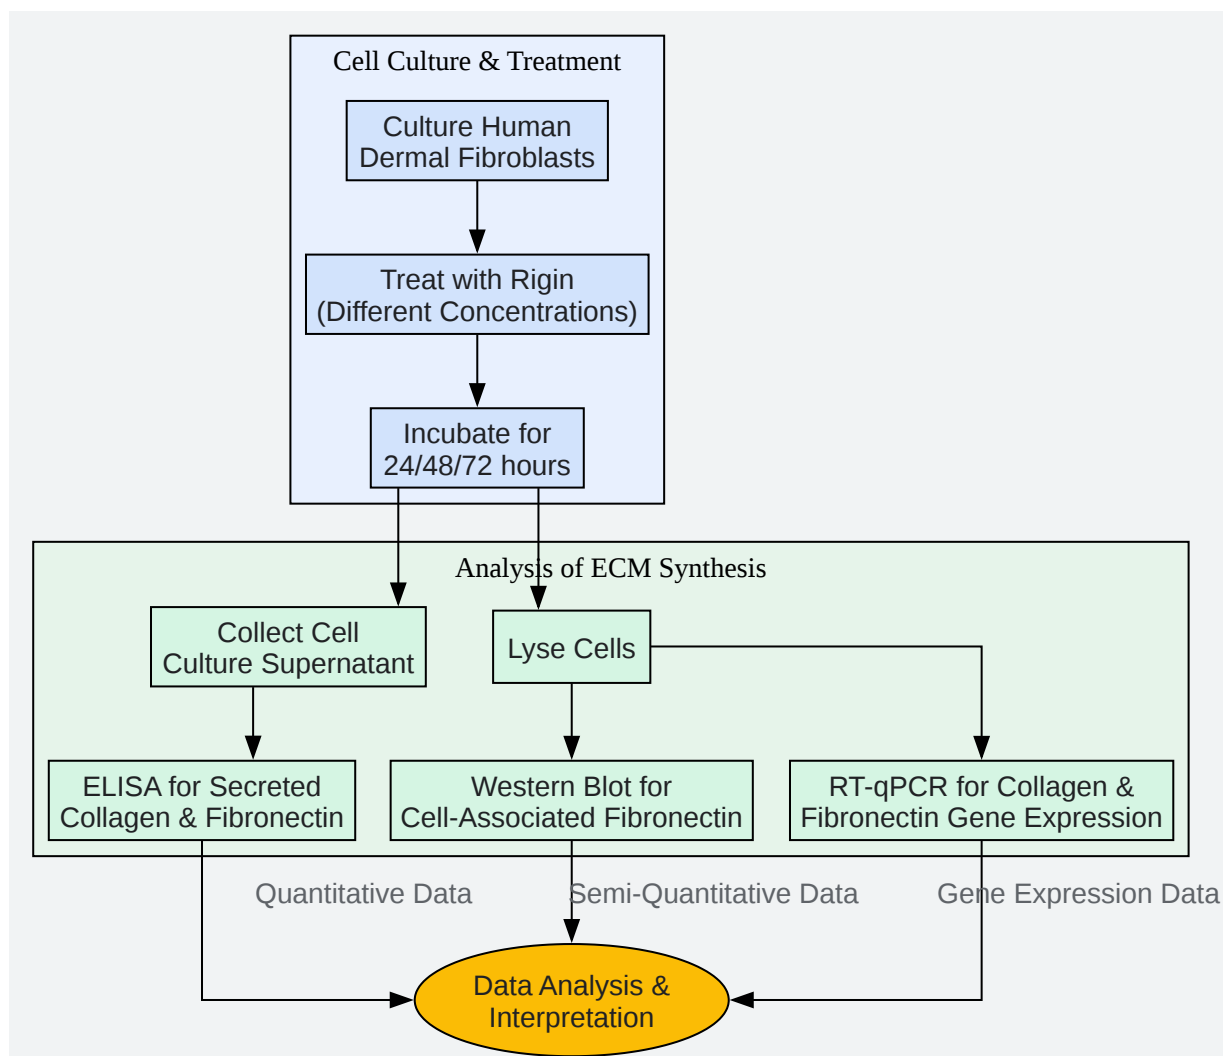 Cell Culture & Treatment
Culture Human
Dermal Fibroblasts
Treat with Rigin
(Different Concentrations)
Incubate for
24/48/72 hours
Analysis of ECM Synthesis
Collect Cell
Culture Supernatant
Lyse Cells
ELISA for Secreted
Collagen & Fibronectin
Western Blot for
Cell-Associated Fibronectin
RT-qPCR for Collagen &
Fibronectin Gene Expression
Quantitative Data
Semi-Quantitative Data
Gene Expression Data
Data Analysis &
Interpretation